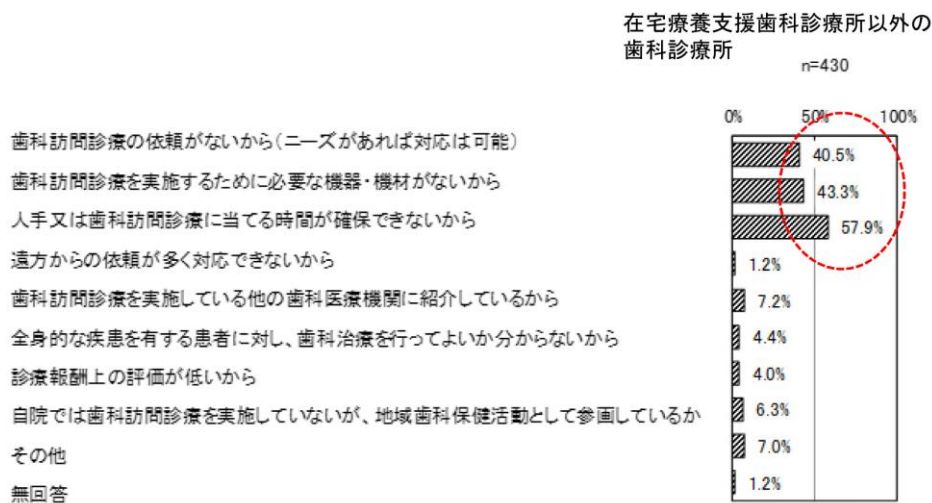 在宅療養支援歯科診療所以外の
歯科診療所
n=430
0% 50% 100%
歯科訪問診療の依頼がないから(ニーズがあれば対応は可能) 40.5%
歯科訪問診療を実施するために必要な機器・機材がないから 43.3%
人手又は歯科訪問診療に当てる時間が確保できないから 57.9%
遠方からの依頼が多く対応できないから 1.2%
歯科訪問診療を実施している他の歯科医療機関に紹介しているから 7.2%
全身的な疾患を有する患者に対し、歯科治療を行ってよいか分からないから 4.4%
診療報酬上の評価が低いから 4.0%
自院では歯科訪問診療を実施していないが、地域歯科保健活動として参画しているか 6.3%
その他 7.0%
無回答 1.2%